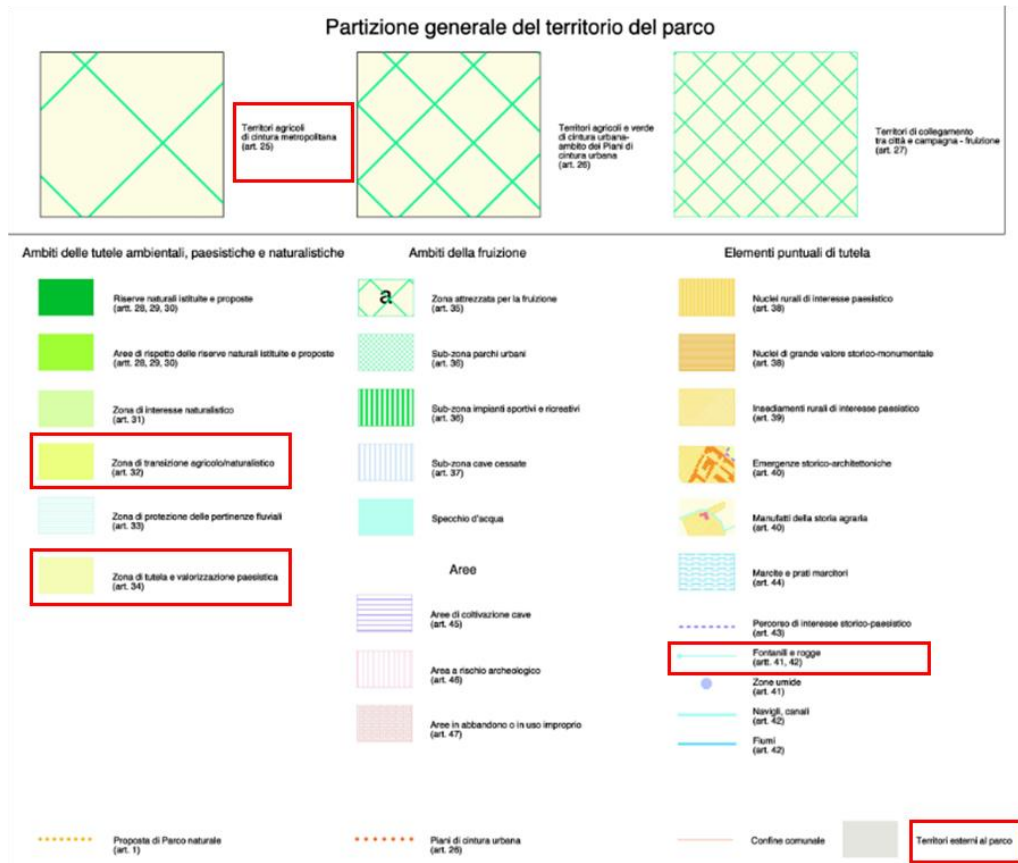 Partizione generale del territorio del parco
Territori agricoli
di cintura metropolitana
(art. 25)
Territori agricoli e verde
di cintura urbana-
ambito dei Piani di
cintura urbana
(art. 26)
Territori di collegamento
tra città e campagna - fruizione
(art. 27)
Ambiti delle tutele ambientali, paesistiche e naturalistiche
Riserve naturali istituite e proposte
(artt. 28, 29, 30)
Aree di rispetto delle riserve naturali istituite e proposte
(artt. 28, 29, 30)
Zona di interesse naturalistico
(art. 31)
Zona di transizione agricolo/naturalistico
(art. 32)
Zona di protezione delle pertinenze fluviali
(art. 33)
Zona di tutela e valorizzazione paesistica
(art. 34)
Ambiti della fruizione
a
Zona attrezzata per la fruizione
(art. 35)
Sub-zona parchi urbani
(art. 36)
Sub-zona impianti sportivi e ricreativi
(art. 36)
Sub-zona cave cessate
(art. 37)
Specchio d'acqua
Aree
Aree di coltivazione cave
(art. 45)
Area a rischio archeologico
(art. 46)
Aree in abbandono o in uso improprio
(art. 47)
Elementi puntuali di tutela
Nuclei rurali di interesse paesistico
(art. 38)
Nuclei di grande valore storico-monumentale
(art. 38)
Insediamenti rurali di interesse paesistico
(art. 39)
Emergenze storico-architettoniche
(art. 40)
Manufatti della storia agraria
(art. 40)
Marcite e prati marcitori
(art. 44)
Percorso di interesse storico-paesistico
(art. 43)
Fontanili e rogge
(artt. 41, 42)
Zone umide
(art. 41)
Navigli, canali
(art. 42)
Fiumi
(art. 42)
Proposta di Parco naturale
(art. 1)
Piani di cintura urbana
(art. 26)
Confine comunale
Territori esterni al parco